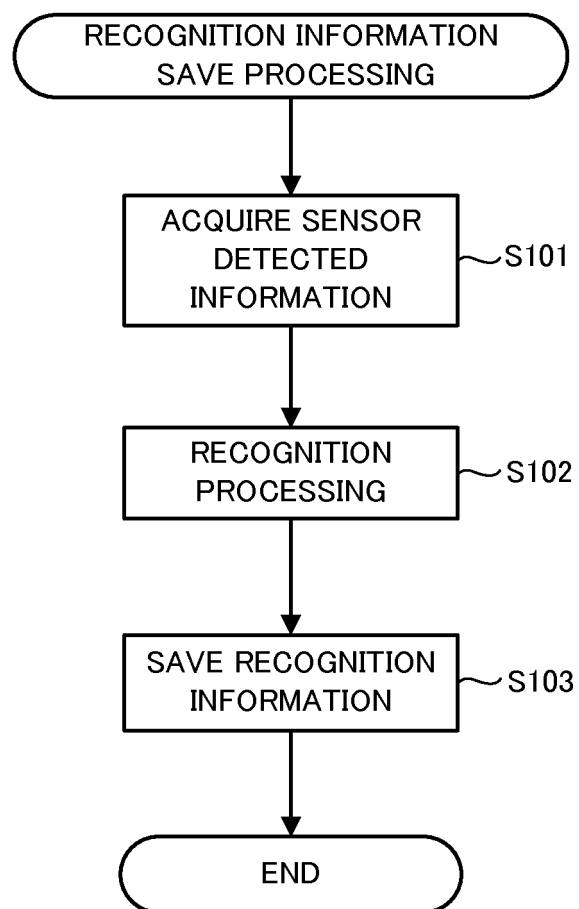 RECOGNITION INFORMATION
SAVE PROCESSING
ACQUIRE SENSOR
DETECTED
INFORMATION
S101
RECOGNITION
PROCESSING
S102
SAVE RECOGNITION
INFORMATION
S103
END